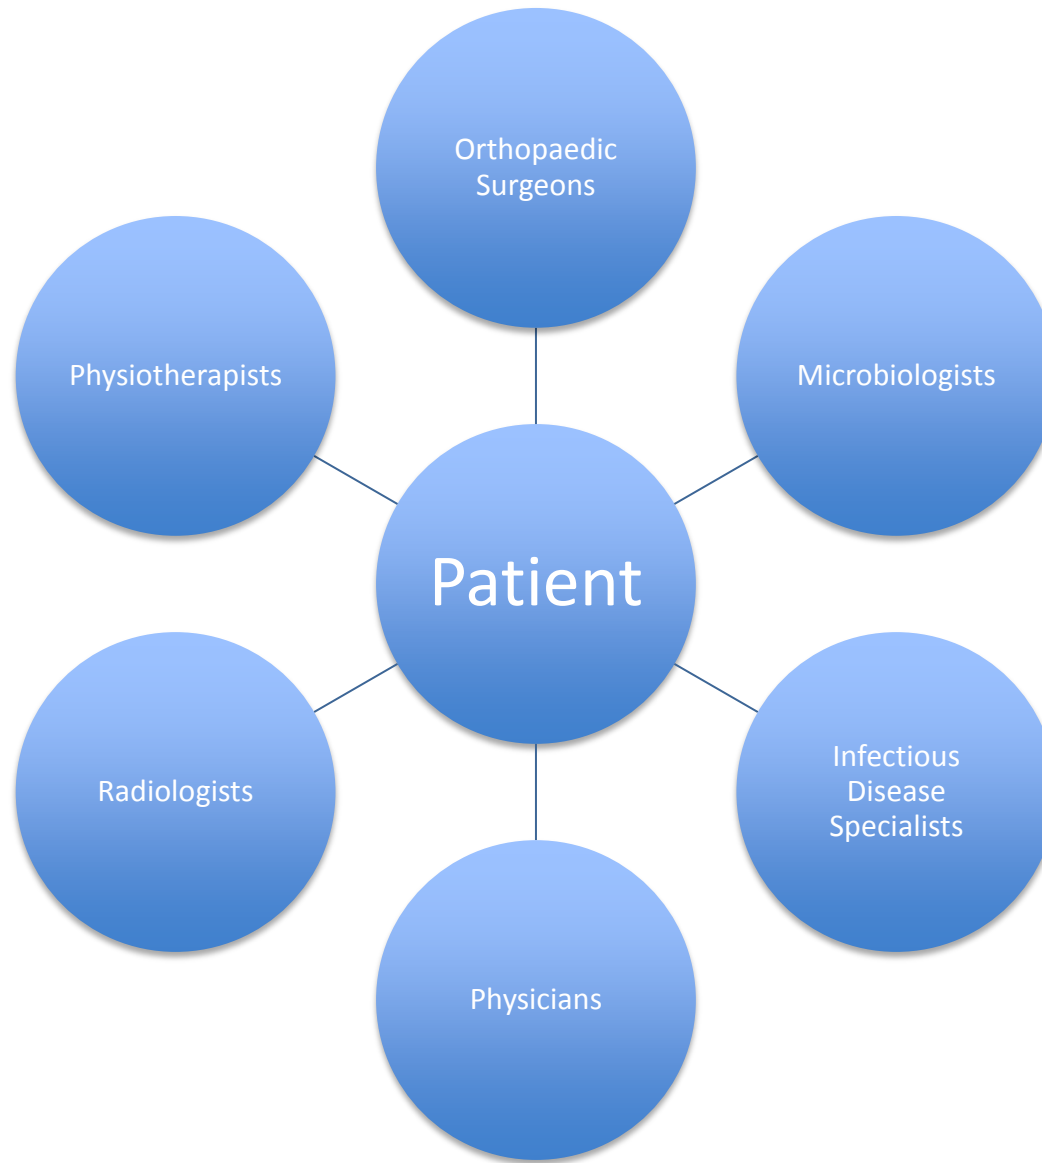 Orthopaedic
Surgeons
Physiotherapists
Microbiologists
Patient
Radiologists
Infectious
Disease
Specialists
Physicians